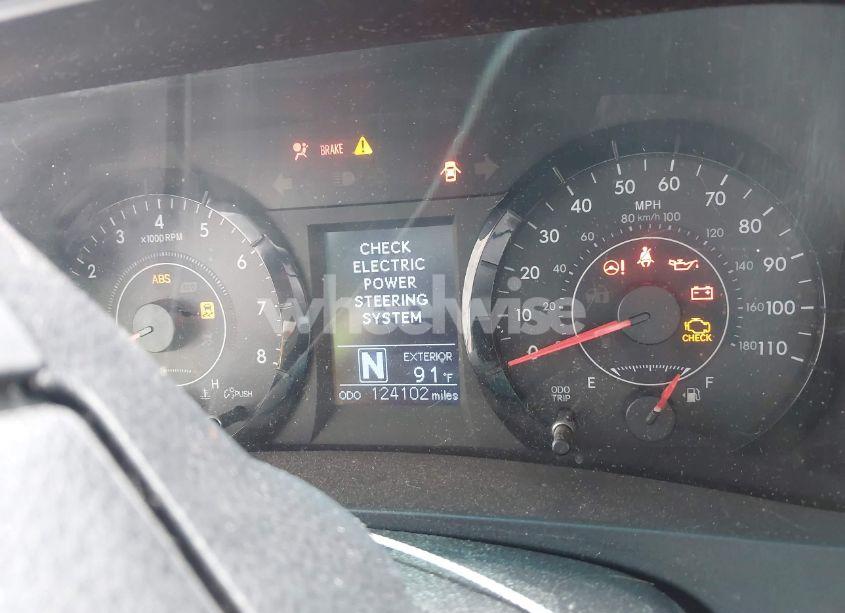 BRAKE
4
5
3
6
2
7
8
x1000 RPM
ABS
H
PUSH
CHECK
ELECTRIC
POWER
STEERING
SYSTEM
wheelwise
N
EXTERIOR
91°F
ODO 124102 miles
50
60
40
70
MPH
80 km/h 100
30
80
60
120
20
90
40
140
10
100
20
160
0
110
180
!
CHECK
E
F
ODO
TRIP